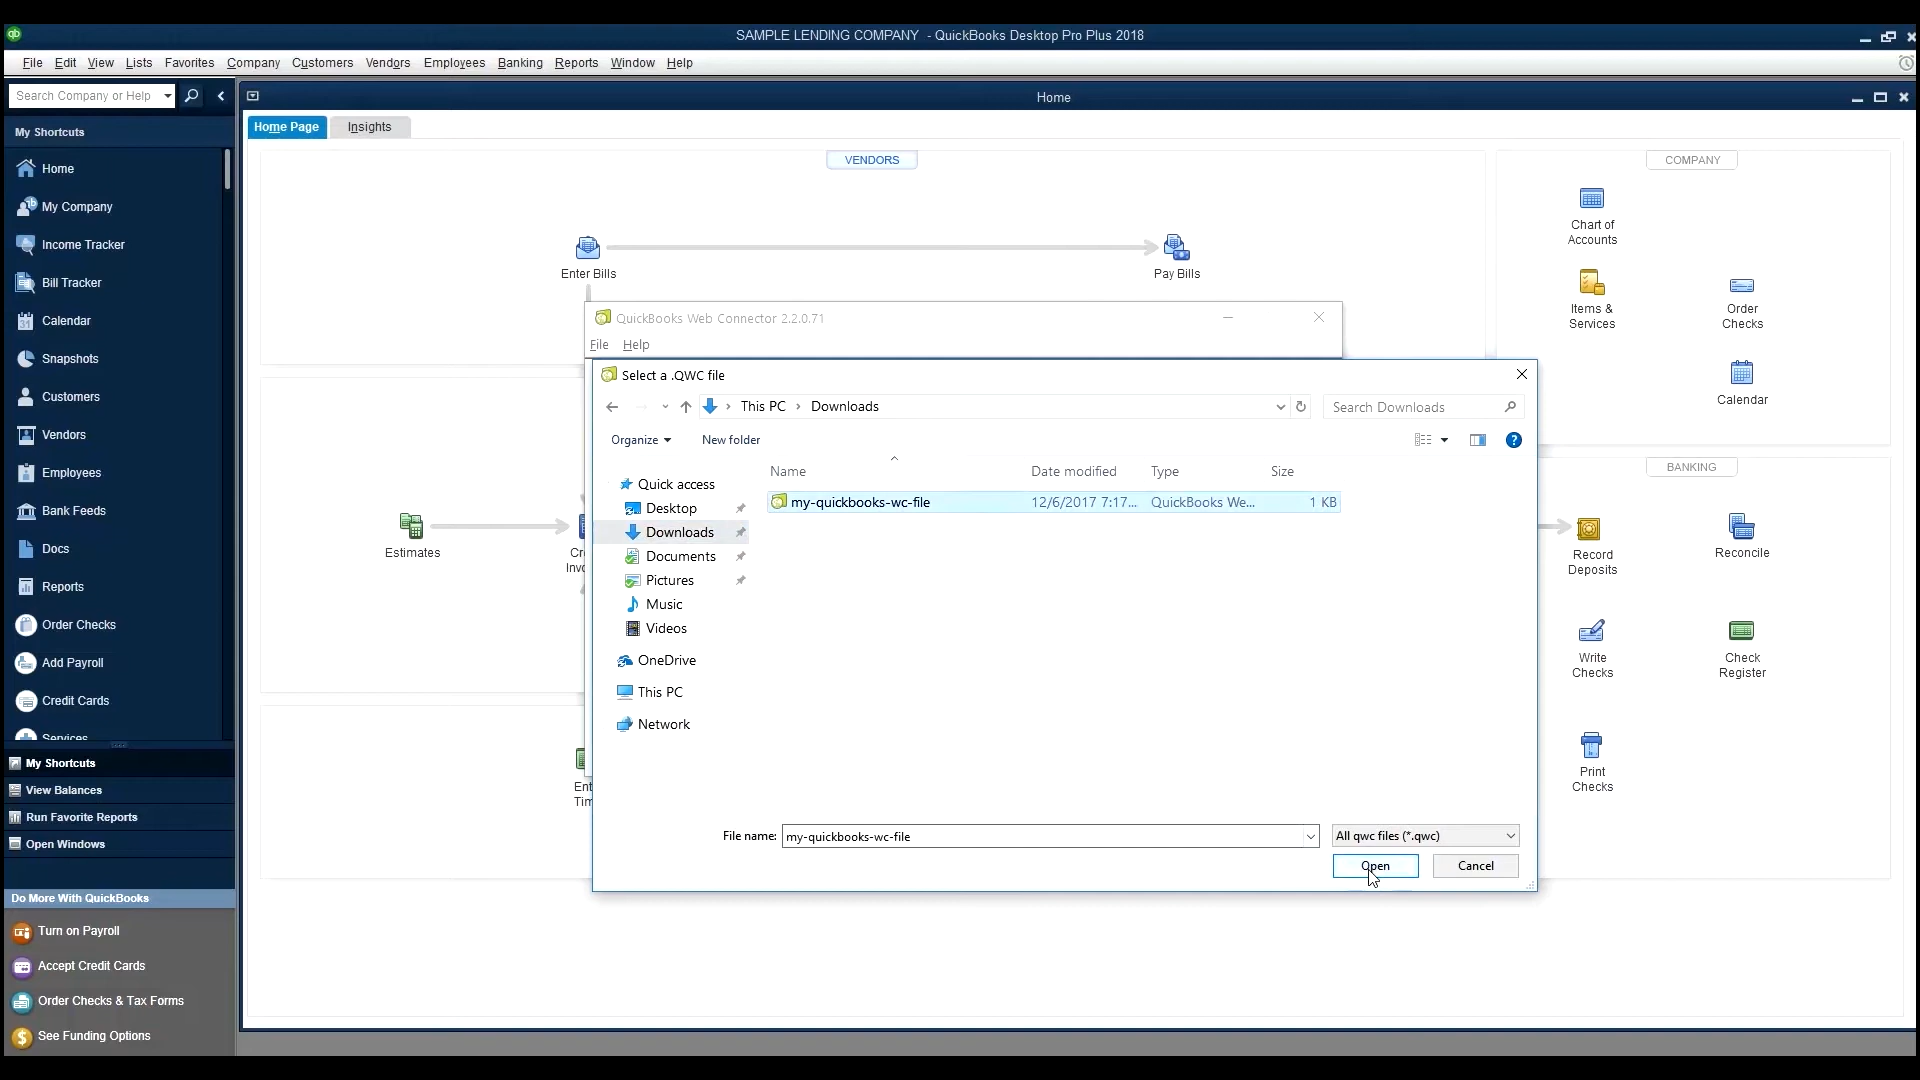 SAMPLE LENDING COMPANY - QuickBooks Desktop Pro Plus 2018
File Edit View Lists Favorites Company Customers Vendors Employees Banking Reports Window Help
Search Company or Help
Home
My Shortcuts
Home
My Company
Income Tracker
Bill Tracker
Calendar
Snapshots
Customers
Vendors
Employees
Bank Feeds
Docs
Reports
Order Checks
Add Payroll
Credit Cards
Services
My Shortcuts
View Balances
Run Favorite Reports
Open Windows
Do More With QuickBooks
Turn on Payroll
Accept Credit Cards
Order Checks & Tax Forms
See Funding Options
Home Page Insights
VENDORS
Enter Bills
Pay Bills
Estimates
COMPANY
Chart of
Accounts
Items &
Services
Order
Checks
Calendar
BANKING
Record
Deposits
Reconcile
Write
Checks
Check
Register
Print
Checks
QuickBooks Web Connector 2.2.0.71
File Help
Select a .QWC file
This PC › Downloads
Search Downloads
Organize New folder
Name Date modified Type Size
my-quickbooks-wc-file 12/6/2017 7:17... QuickBooks We... 1 KB
Quick access
Desktop
Downloads
Documents
Pictures
Music
Videos
OneDrive
This PC
Network
File name: my-quickbooks-wc-file
All qwc files (*.qwc)
Open Cancel